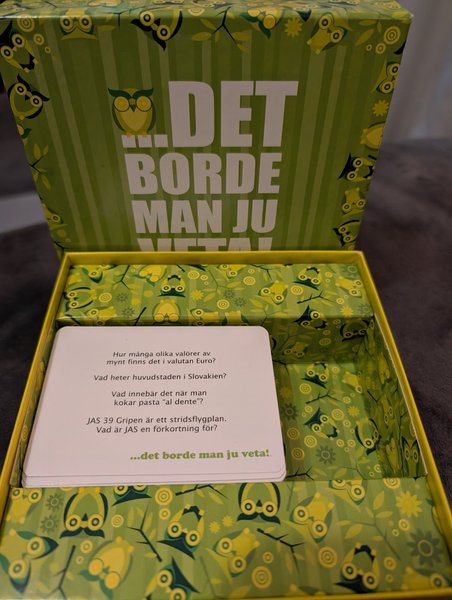 ...DET
BORDE
MAN JU
VETA!
Hur många olika valörer av
mynt finns det i valutan Euro?
Vad heter huvudstaden i Slovakien?
Vad innebär det när man
kokar pasta "al dente"?
JAS 39 Gripen är ett stridsflygplan.
Vad är JAS en förkortning för?
...det borde man ju veta!